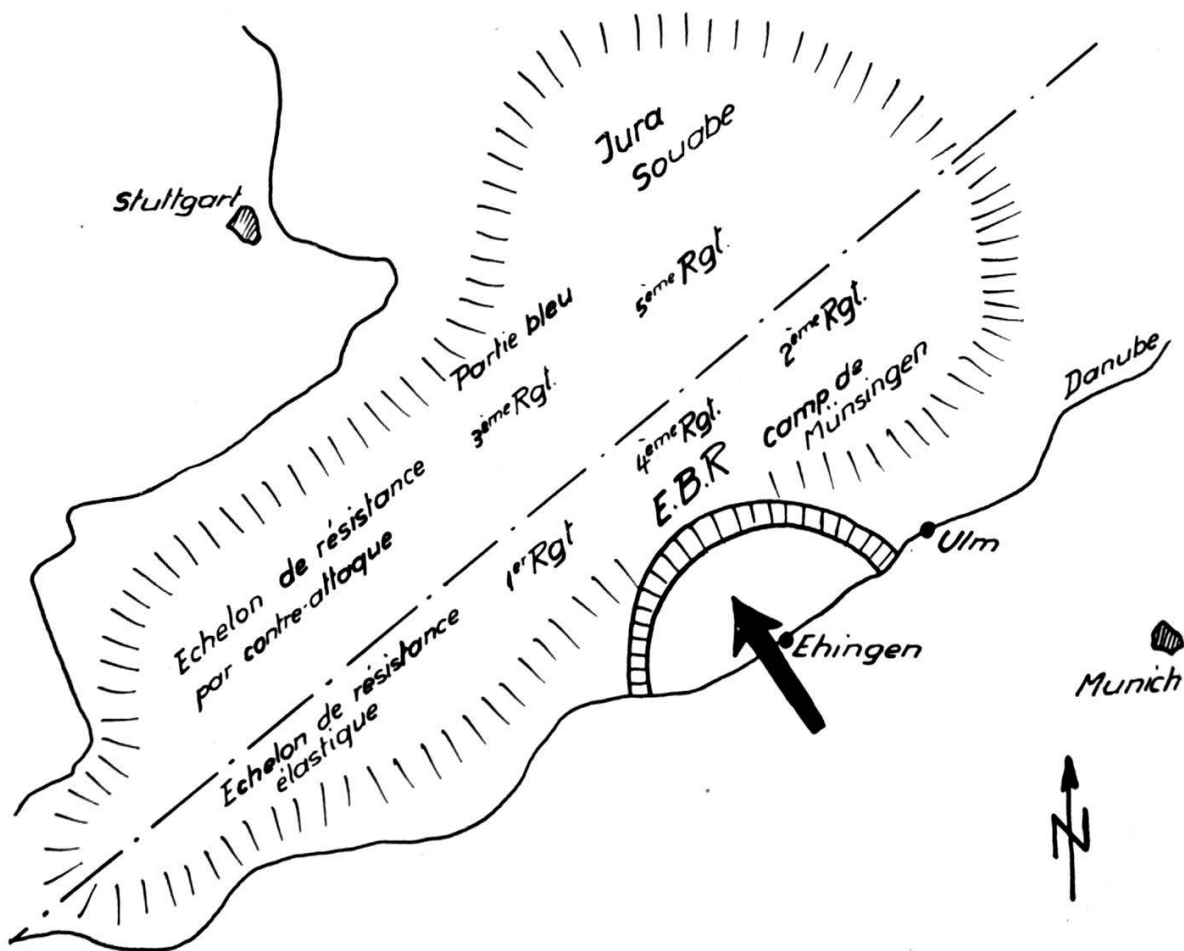 Jura
Souabe
Stuttgart
5ème Rgt.
Partie bleu
2ème Rgt.
3ème Rgt.
Danube
4ème Rgt.
camp de
Münsingen
E.B.R
Echelon de résistance
par contre-attaque
1er Rgt
Ulm
Echelon de résistance
élastique
Ehingen
Munich
N